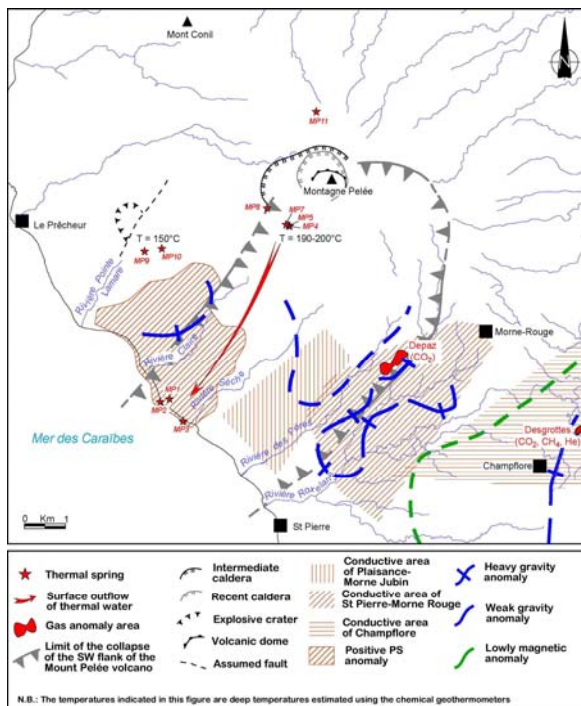 Mont Conil
N
MP11
Montagne Pelée
MP8
MP7
MP5
MP4
Le Prêcheur
T = 150°C
T = 190-200°C
MP9
MP10
Rivière Pointe
Lamare
Morne-Rouge
Depaz
(CO2)
Rivière Claire
Rivière Sèche
MP1
MP2
MP3
Mer des Caraïbes
Rivière des Pères
Desgrottes
(CO2, CH4, He)
Champflore
Rivière Roxelane
0 Km 1
St Pierre
Thermal spring
Surface outflow
of thermal water
Gas anomaly area
Limit of the collapse
of the SW flank of the
Mount Pelée volcano
Intermediate
caldera
Recent caldera
Explosive crater
Volcanic dome
Assumed fault
Conductive area
of Plaisance-
Morne Jubin
Conductive area of
St Pierre-Morne Rouge
Conductive area
of Champflore
Positive PS
anomaly
Heavy gravity
anomaly
Weak gravity
anomaly
Lowly magnetic
anomaly
N.B.: The temperatures indicated in this figure are deep temperatures estimated using the chemical geothermometers